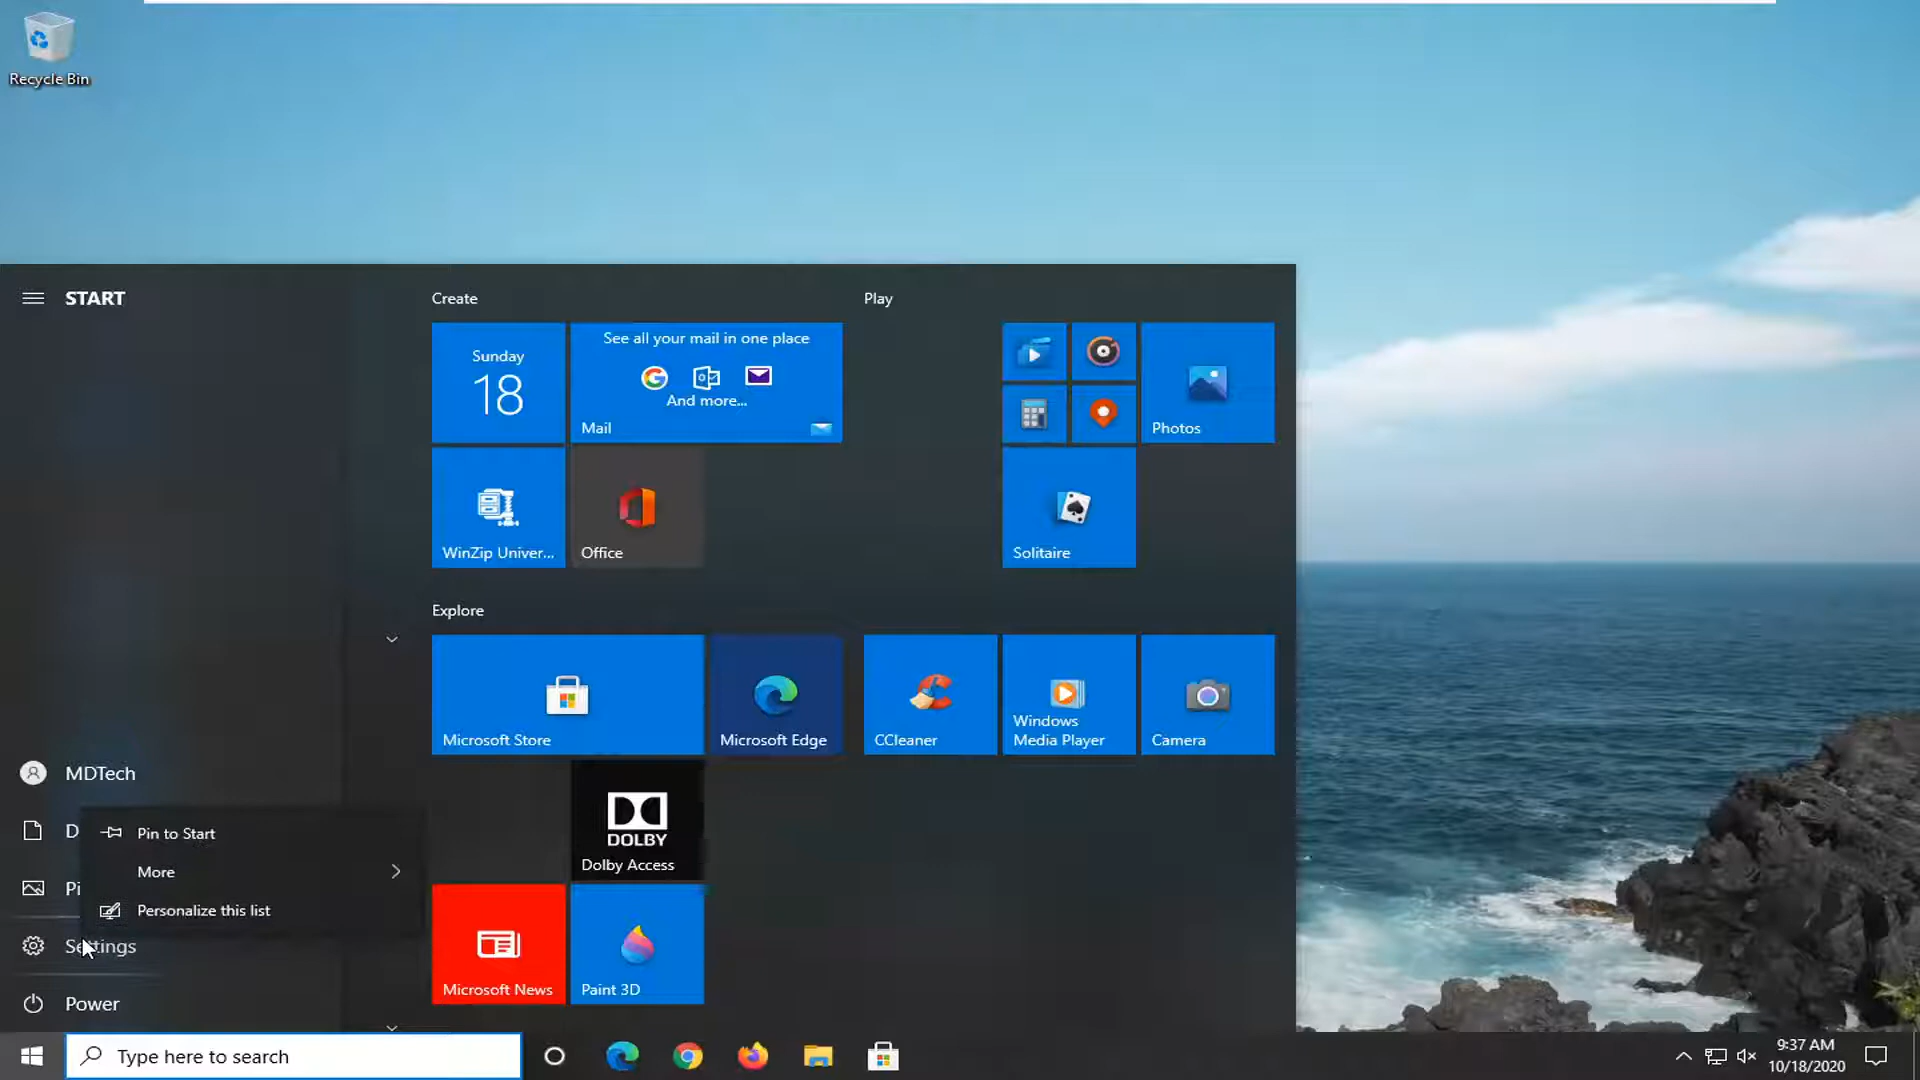 Recycle Bin
START
Create
Play
Sunday
18
See all your mail in one place
And more...
Mail
Photos
WinZip Univer...
Office
Solitaire
Explore
Microsoft Store
Microsoft Edge
CCleaner
Windows
Media Player
Camera
MDTech
D
Pin to Start
DOLBY
Dolby Access
More
Pi
Personalize this list
Settings
Microsoft News
Paint 3D
Power
Type here to search
9:37 AM
10/18/2020